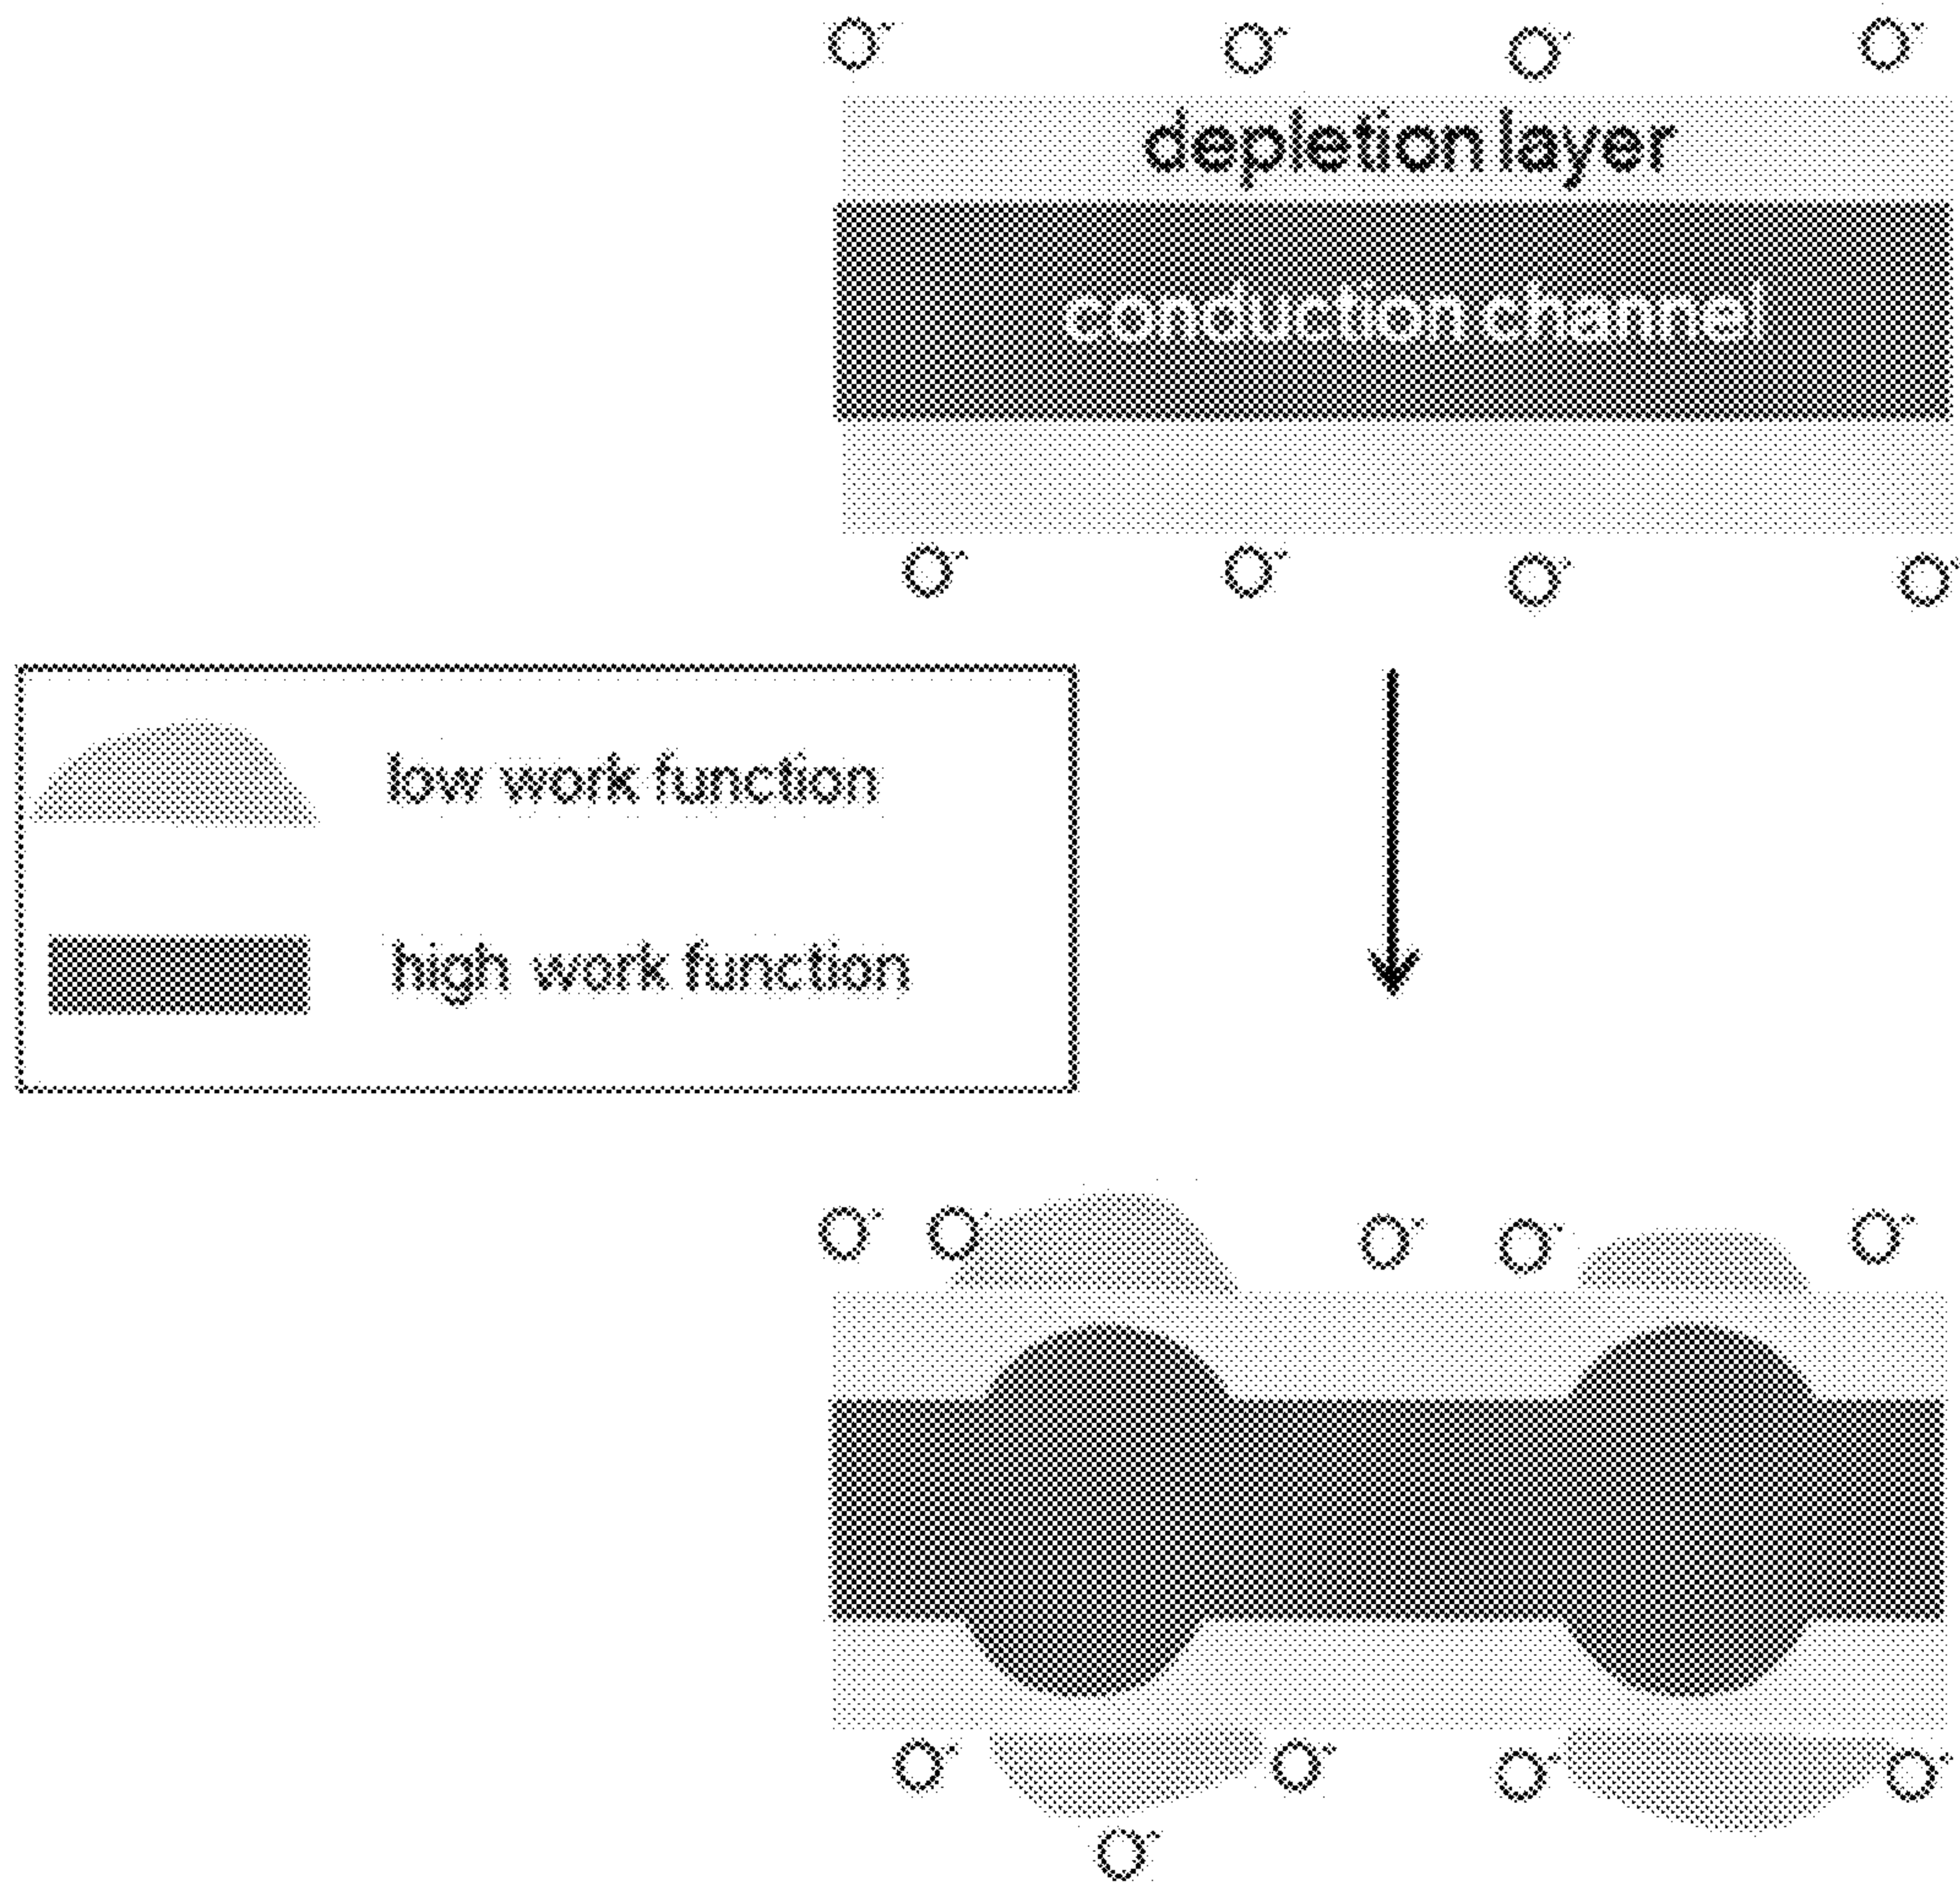 O⁻ O⁻ O⁻ O⁻
depletion layer
conduction channel
O⁻ O⁻ O⁻ O⁻
low work function
high work function
O⁻ O⁻ O⁻ O⁻ O⁻
O⁻ O⁻ O⁻ O⁻
O⁻